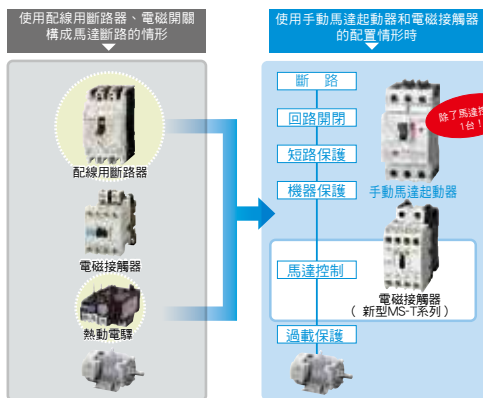 使用配線用斷路器、電磁開關
構成馬達斷路的情形
配線用斷路器
電磁接觸器
熱動電驛
使用手動馬達起動器和電磁接觸器
的配置情形時
斷 路
回路開閉
短路保護
機器保護
手動馬達起動器
除了馬達控
1台!
馬達控制
電磁接觸器
( 新型MS-T系列 )
過載保護